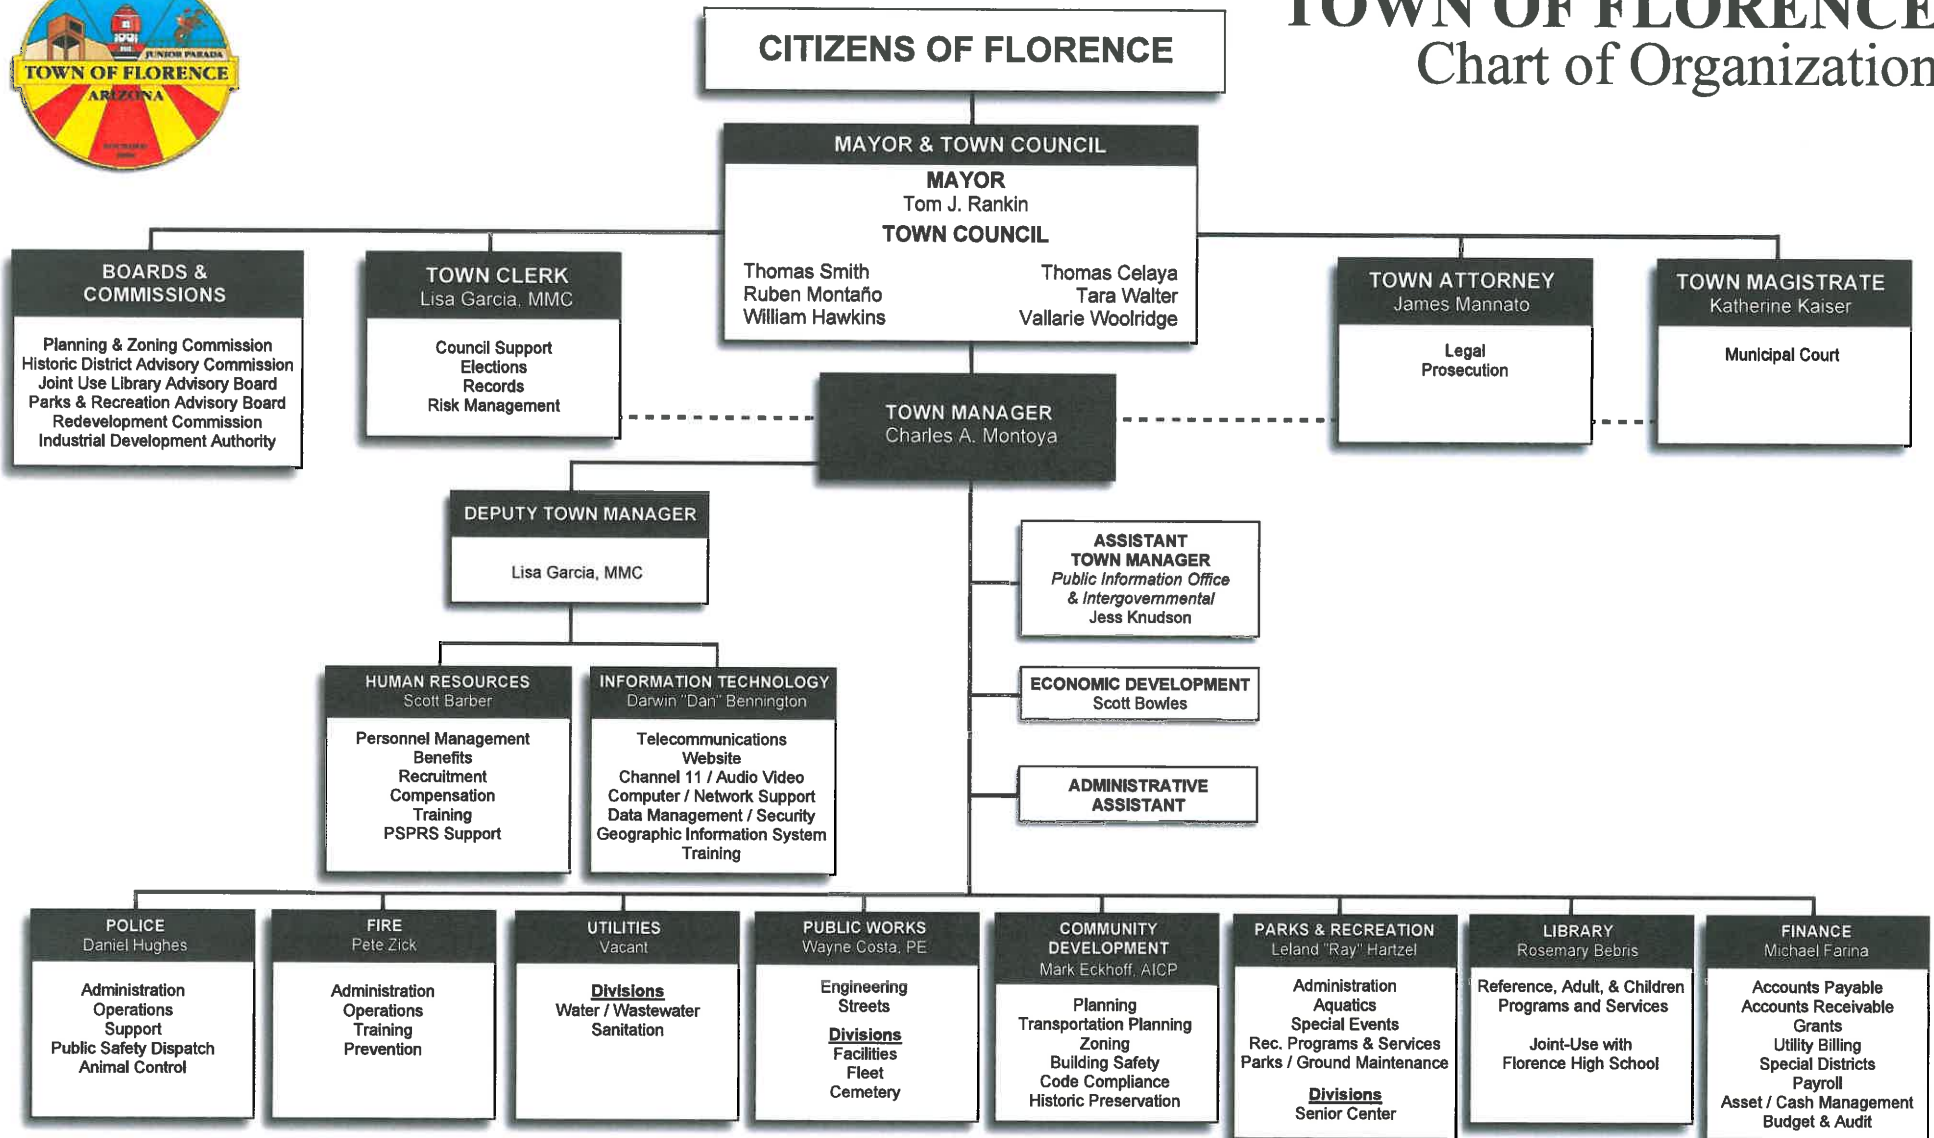 JUNIOR PARADA
TOWN OF FLORENCE
ARIZONA
TOWN OF FLORENCE
Chart of Organization
CITIZENS OF FLORENCE
MAYOR & TOWN COUNCIL
MAYOR
Tom J. Rankin
TOWN COUNCIL
Thomas Smith
Ruben Montaño
William Hawkins
Thomas Celaya
Tara Walter
Vallarie Woolridge
BOARDS &
COMMISSIONS
Planning & Zoning Commission
Historic District Advisory Commission
Joint Use Library Advisory Board
Parks & Recreation Advisory Board
Redevelopment Commission
Industrial Development Authority
TOWN CLERK
Lisa Garcia, MMC
Council Support
Elections
Records
Risk Management
TOWN ATTORNEY
James Mannato
Legal
Prosecution
TOWN MAGISTRATE
Katherine Kaiser
Municipal Court
TOWN MANAGER
Charles A. Montoya
DEPUTY TOWN MANAGER
Lisa Garcia, MMC
ASSISTANT
TOWN MANAGER
Public Information Office
& Intergovernmental
Jess Knudson
ECONOMIC DEVELOPMENT
Scott Bowles
ADMINISTRATIVE
ASSISTANT
HUMAN RESOURCES
Scott Barber
Personnel Management
Benefits
Recruitment
Compensation
Training
PSPRS Support
INFORMATION TECHNOLOGY
Darwin "Dan" Bennington
Telecommunications
Website
Channel 11 / Audio Video
Computer / Network Support
Data Management / Security
Geographic Information System
Training
POLICE
Daniel Hughes
Administration
Operations
Support
Public Safety Dispatch
Animal Control
FIRE
Pete Zick
Administration
Operations
Training
Prevention
UTILITIES
Vacant
Divisions
Water / Wastewater
Sanitation
PUBLIC WORKS
Wayne Costa, PE
Engineering
Streets
Divisions
Facilities
Fleet
Cemetery
COMMUNITY
DEVELOPMENT
Mark Eckhoff, AICP
Planning
Transportation Planning
Zoning
Building Safety
Code Compliance
Historic Preservation
PARKS & RECREATION
Leland "Ray" Hartzel
Administration
Aquatics
Special Events
Rec. Programs & Services
Parks / Ground Maintenance
Divisions
Senior Center
LIBRARY
Rosemary Bebris
Reference, Adult, & Children
Programs and Services
Joint-Use with
Florence High School
FINANCE
Michael Farina
Accounts Payable
Accounts Receivable
Grants
Utility Billing
Special Districts
Payroll
Asset / Cash Management
Budget & Audit